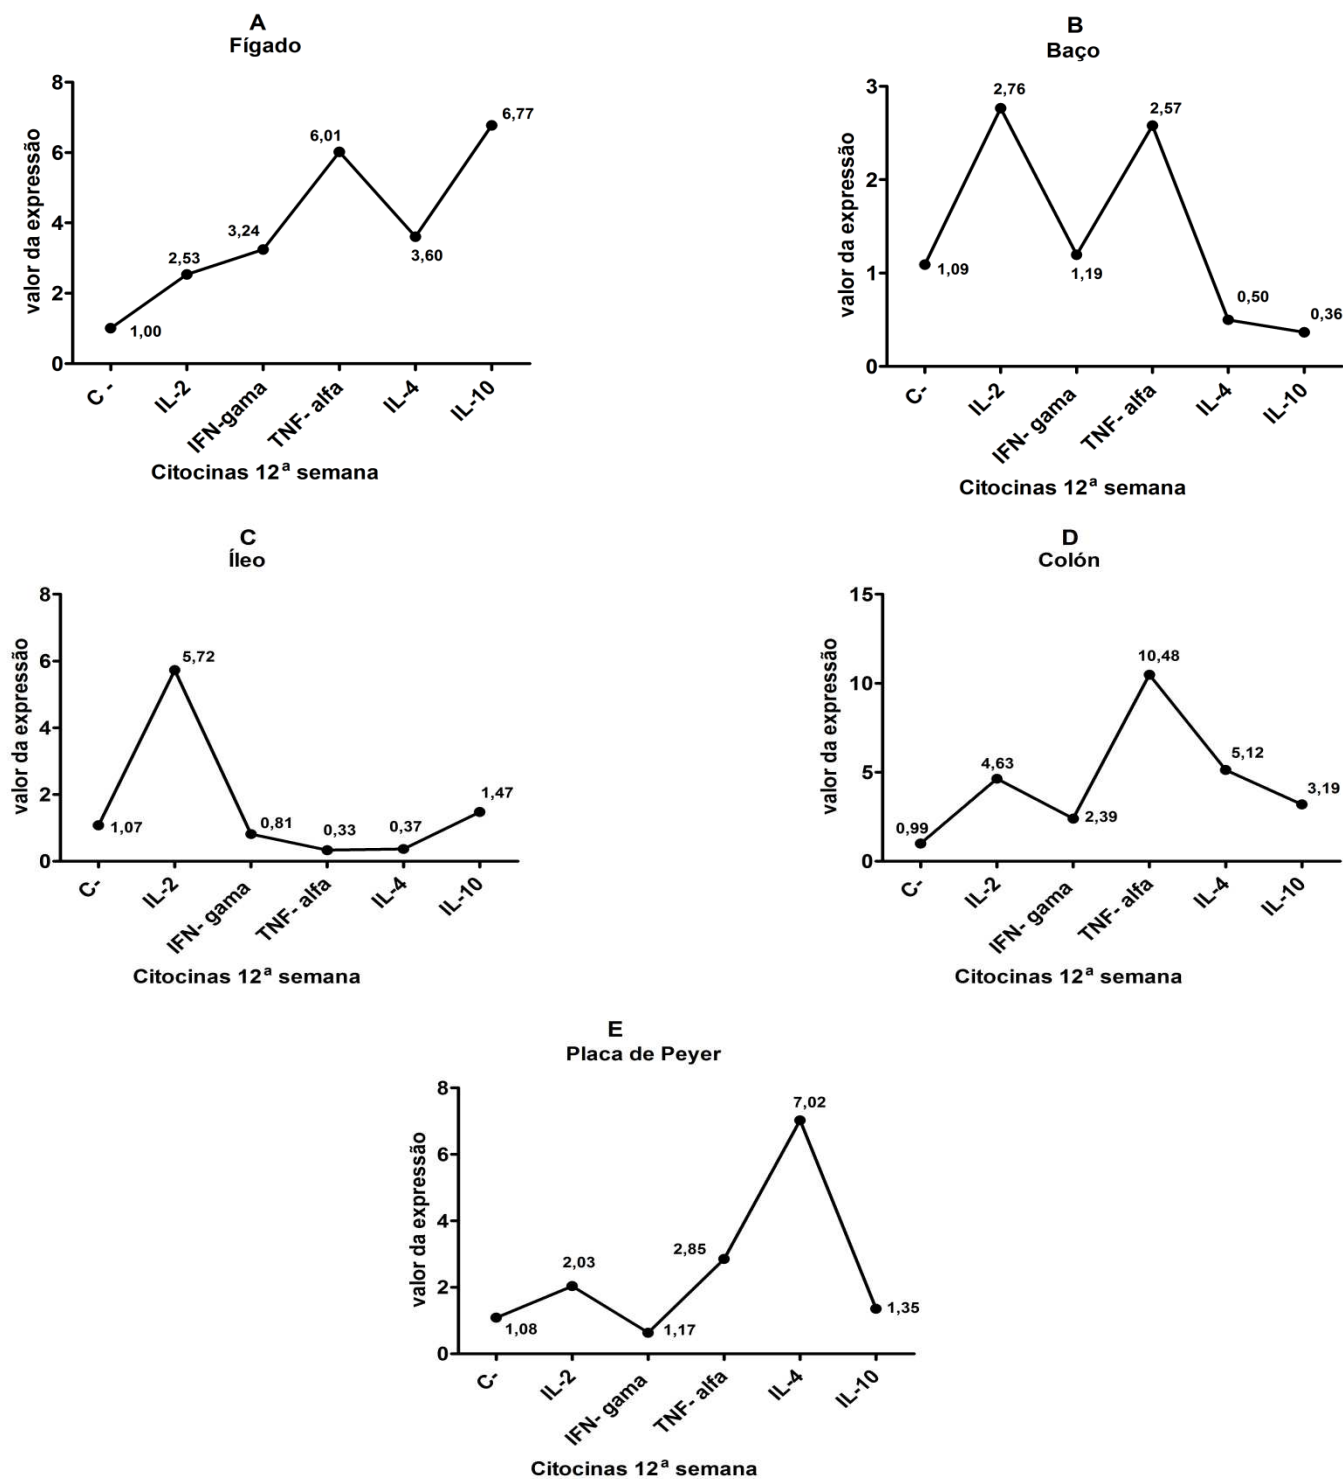 A
Fígado
valor da expressão
8
6
4
2
0
1,00
2,53
3,24
6,01
3,60
6,77
C -
IL-2
IFN-gama
TNF- alfa
IL-4
IL-10
Citocinas 12ª semana
B
Baço
valor da expressão
3
2
1
0
1,09
2,76
1,19
2,57
0,50
0,36
C-
IL-2
IFN- gama
TNF- alfa
IL-4
IL-10
Citocinas 12ª semana
C
Íleo
valor da expressão
8
6
4
2
0
1,07
5,72
0,81
0,33
0,37
1,47
C-
IL-2
IFN- gama
TNF- alfa
IL-4
IL-10
Citocinas 12ª semana
D
Colón
valor da expressão
15
10
5
0
0,99
4,63
2,39
10,48
5,12
3,19
C-
IL-2
IFN- gama
TNF- alfa
IL-4
IL-10
Citocinas 12ª semana
E
Placa de Peyer
valor da expressão
8
6
4
2
0
1,08
2,03
1,17
2,85
7,02
1,35
C-
IL-2
IFN- gama
TNF- alfa
IL-4
IL-10
Citocinas 12ª semana